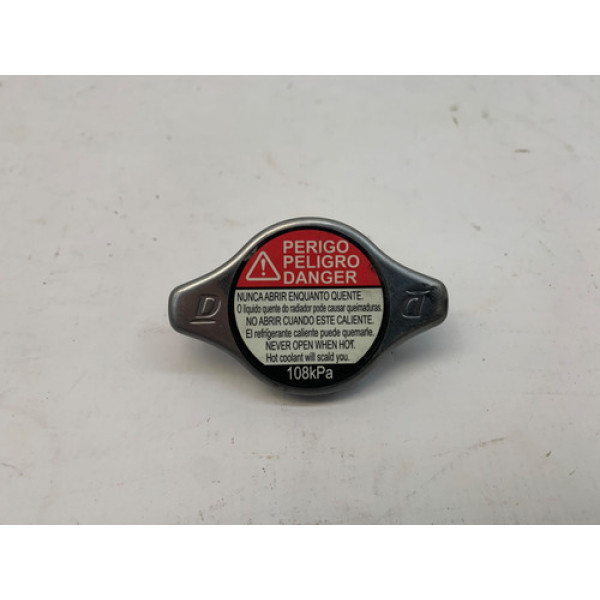 PERIGO
PELIGRO
DANGER
NUNCA ABRIR ENQUANTO QUENTE.
O líquido quente do radiador pode causar queimaduras.
NO ABRIR CUANDO ESTE CALIENTE.
El refrigerante caliente puede quemarle.
NEVER OPEN WHEN HOT.
Hot coolant will scald you.
108kPa
D
D